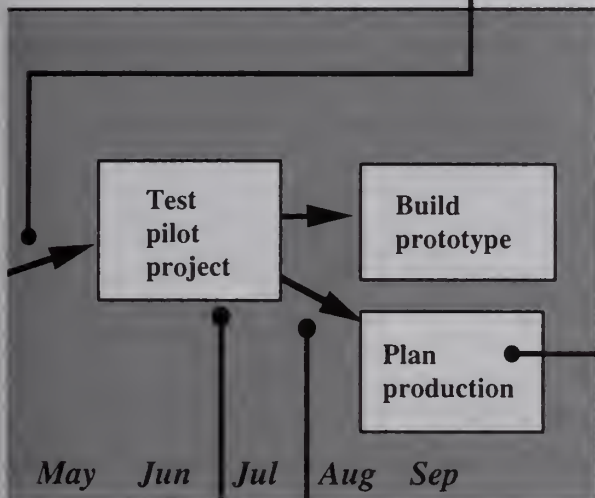 Test
pilot
project
Build
prototype
Plan
production
May Jun Jul Aug Sep